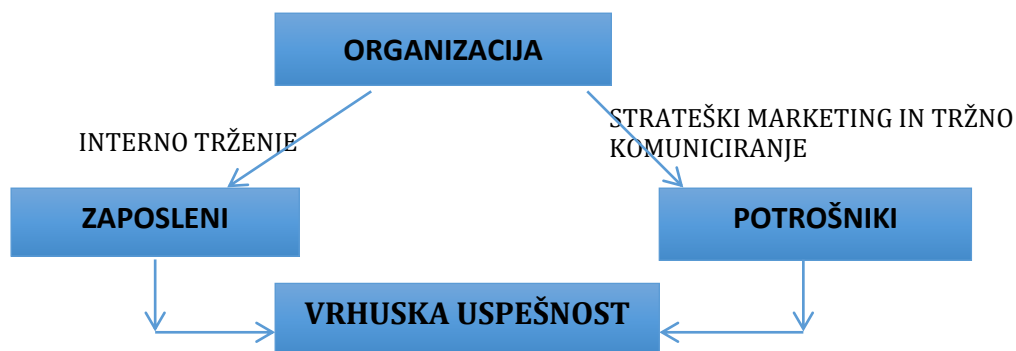 ORGANIZACIJA
INTERNO TRŽENJE
STRATEŠKI MARKETING IN TRŽNO
KOMUNICIRANJE
ZAPOSLENI
POTROŠNIKI
VRHUSKA USPEŠNOST